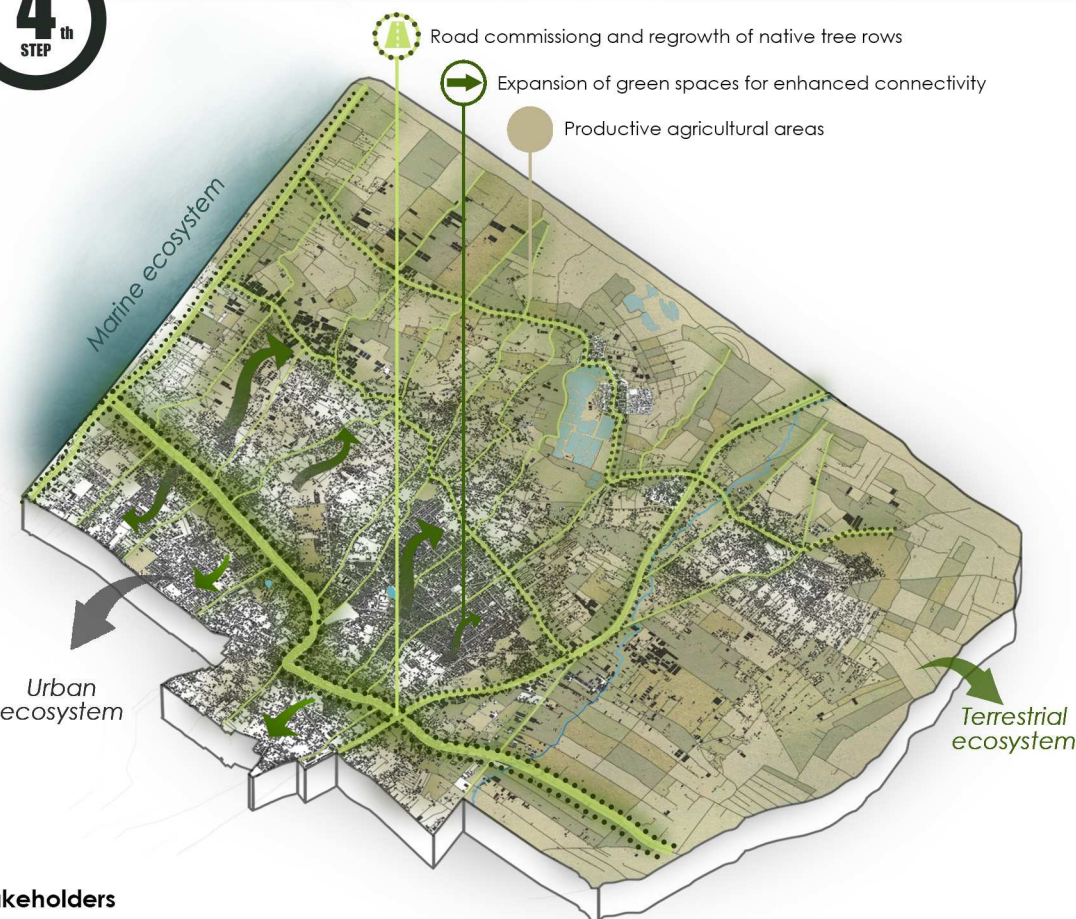 4th
STEP
Road commissiong and regrowth of native tree rows
Expansion of green spaces for enhanced connectivity
Productive agricultural areas
Marine ecosystem
Urban
ecosystem
Terrestrial
ecosystem
akeholders